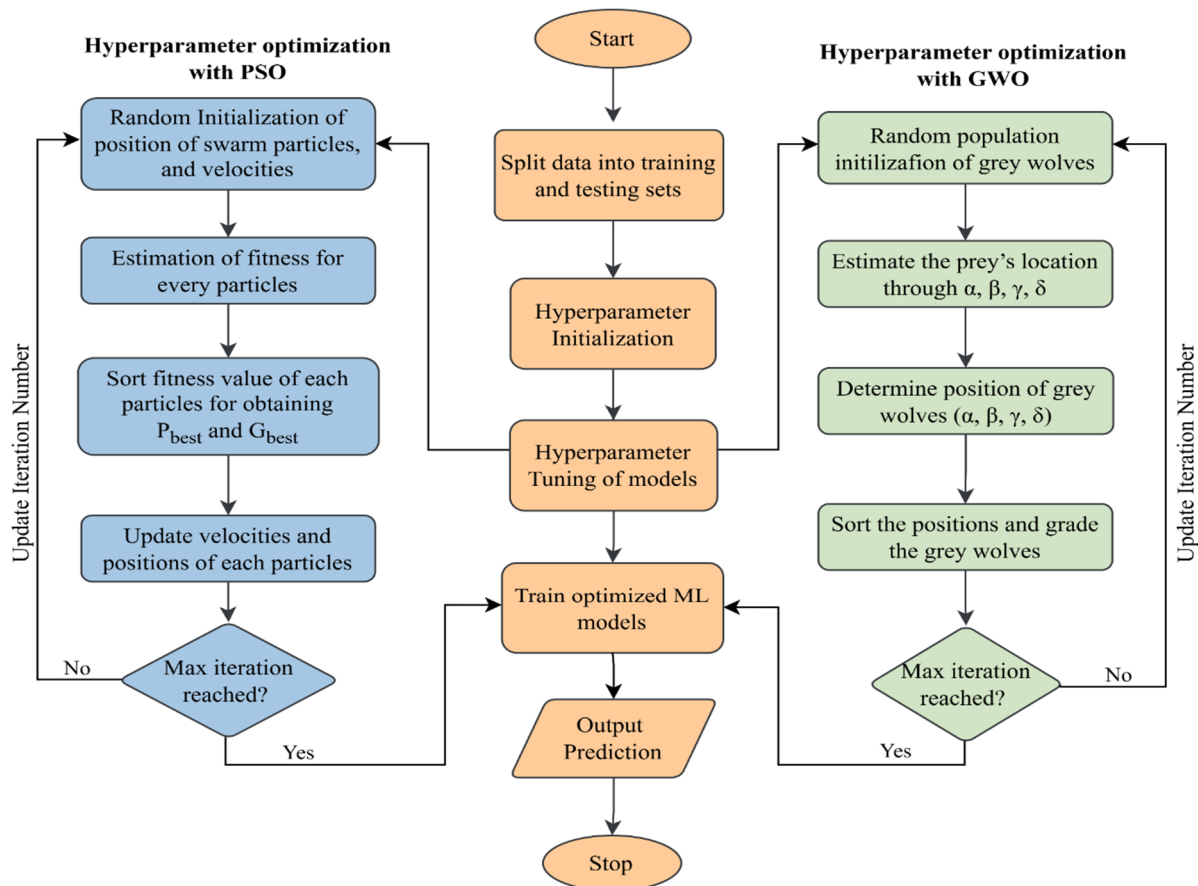 Hyperparameter optimization
with PSO
Random Initialization of
position of swarm particles,
and velocities
Estimation of fitness for
every particles
Sort fitness value of each
particles for obtaining
P_best and G_best
Update velocities and
positions of each particles
Max iteration
reached?
No
Yes
Update Iteration Number
Start
Split data into training
and testing sets
Hyperparameter
Initialization
Hyperparameter
Tuning of models
Train optimized ML
models
Output
Prediction
Stop
Hyperparameter optimization
with GWO
Random population
initilizafion of grey wolves
Estimate the prey's location
through α, β, γ, δ
Determine position of grey
wolves (α, β, γ, δ)
Sort the positions and grade
the grey wolves
Max iteration
reached?
No
Yes
Update Iteration Number